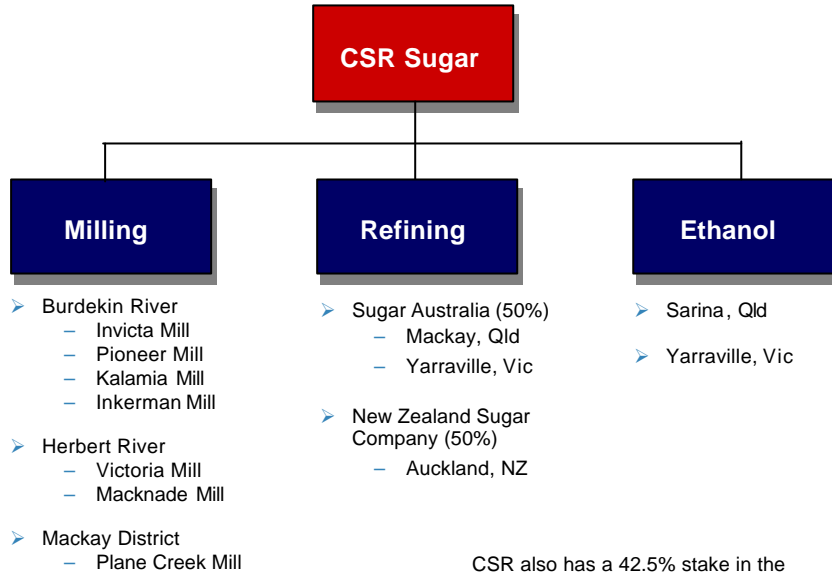 CSR Sugar
Milling
Refining
Ethanol
➢ Burdekin River
– Invicta Mill
– Pioneer Mill
– Kalamia Mill
– Inkerman Mill
➢ Herbert River
– Victoria Mill
– Macknade Mill
➢ Mackay District
– Plane Creek Mill
➢ Sugar Australia (50%)
– Mackay, Qld
– Yarraville, Vic
➢ New Zealand Sugar
Company (50%)
– Auckland, NZ
➢ Sarina, Qld
➢ Yarraville, Vic
CSR also has a 42.5% stake in the